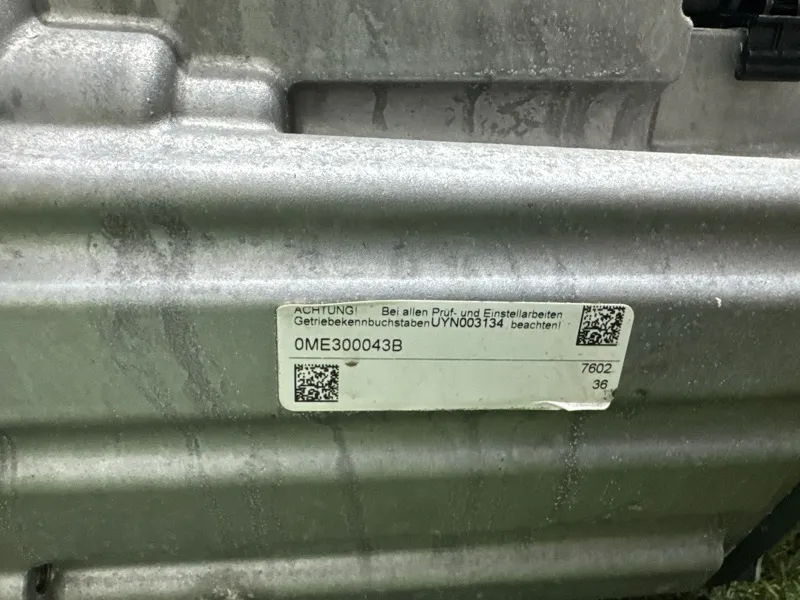 ACHTUNG! Bei allen Pruf- und Einstellarbeiten
GetriebekennbuchstabenUYN003134 beachten!
0ME300043B
7602
36